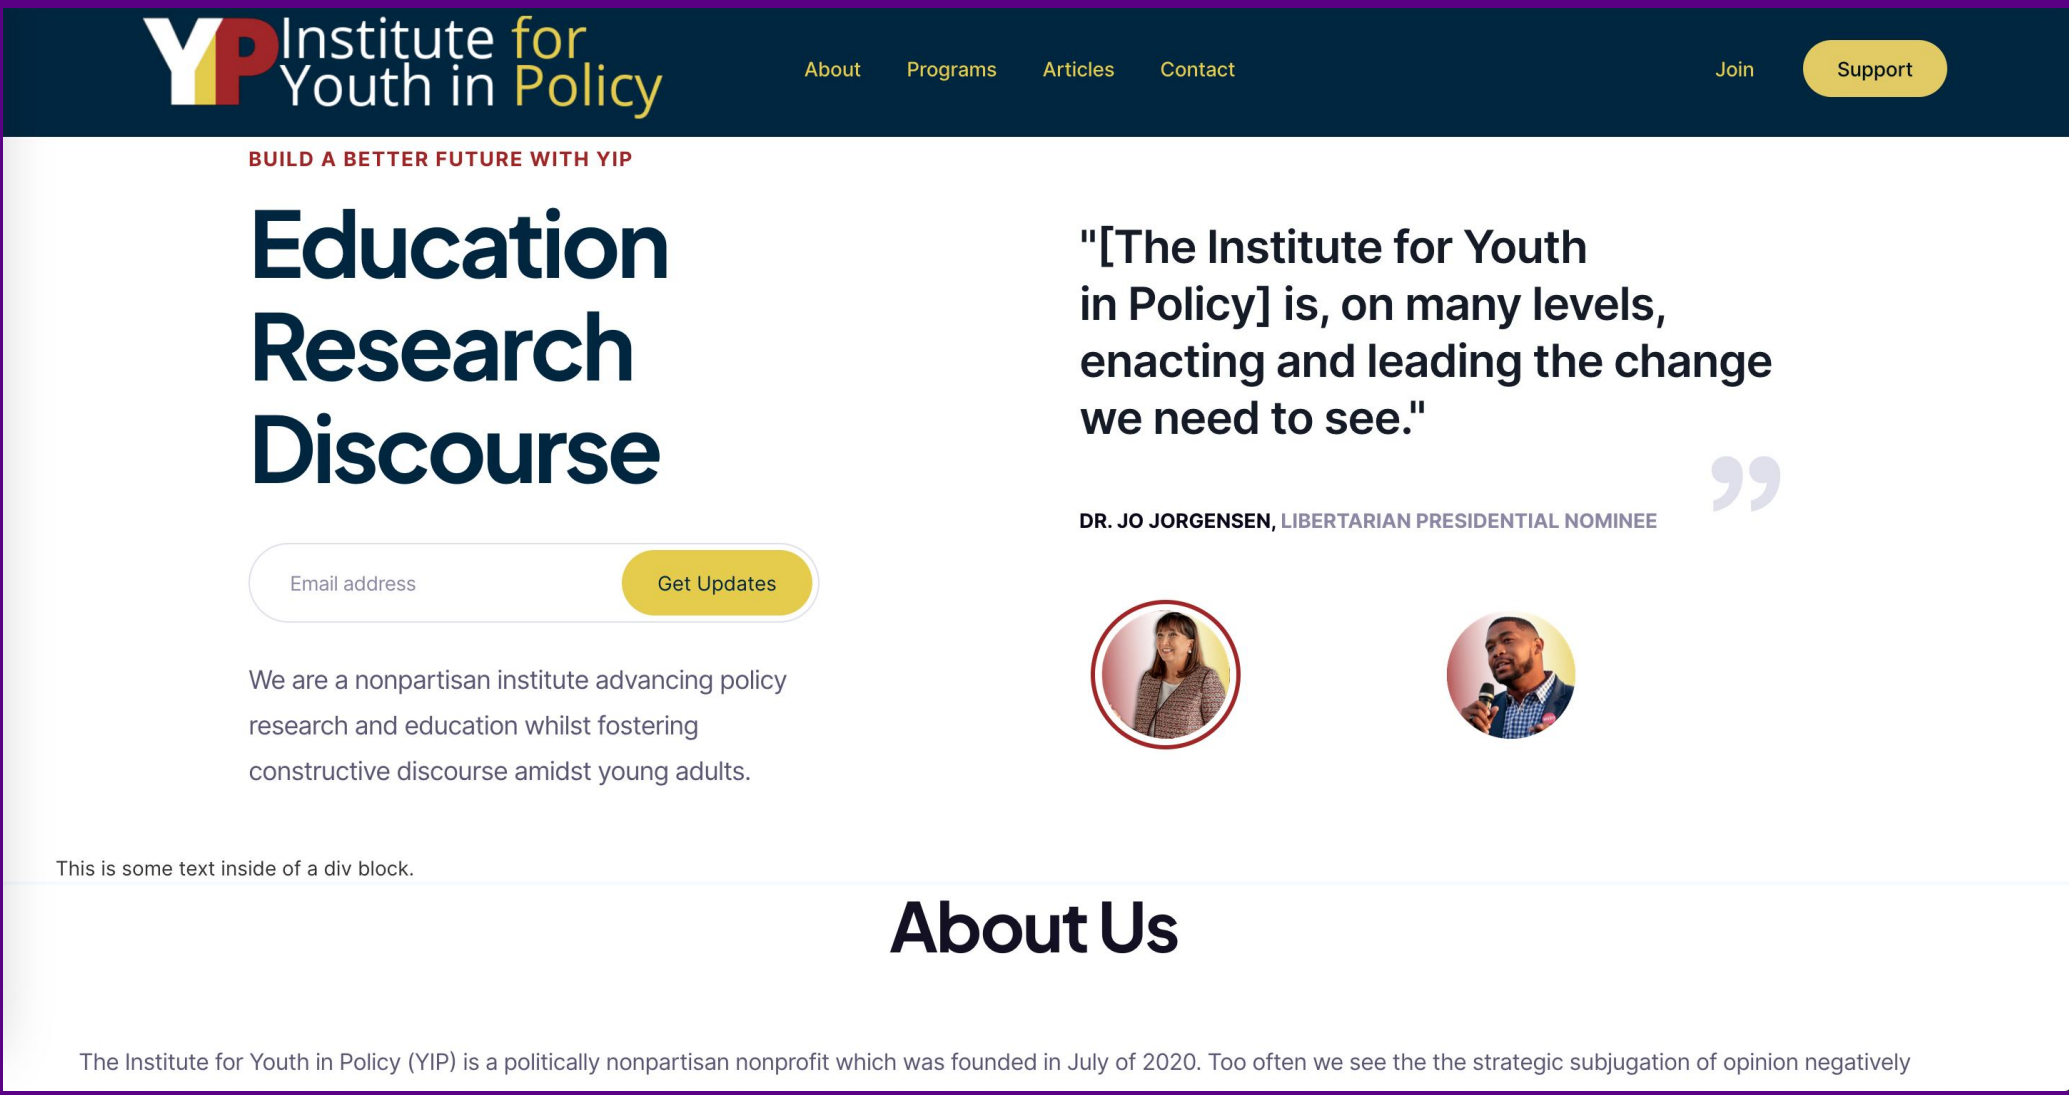 YIP Institute for
Youth in Policy
About
Programs
Articles
Contact
Join
Support
BUILD A BETTER FUTURE WITH YIP
Education
Research
Discourse
Email address
Get Updates
We are a nonpartisan institute advancing policy
research and education whilst fostering
constructive discourse amidst young adults.
"[The Institute for Youth
in Policy] is, on many levels,
enacting and leading the change
we need to see."
”
DR. JO JORGENSEN, LIBERTARIAN PRESIDENTIAL NOMINEE
This is some text inside of a div block.
About Us
The Institute for Youth in Policy (YIP) is a politically nonpartisan nonprofit which was founded in July of 2020. Too often we see the the strategic subjugation of opinion negatively